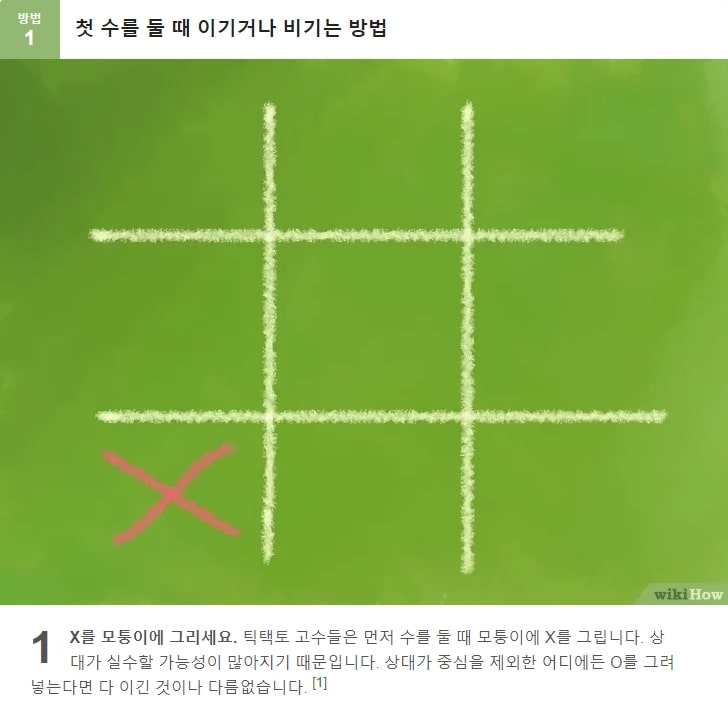 방법
1
첫 수를 둘 때 이기거나 비기는 방법
wikiHow
1 X를 모퉁이에 그리세요. 틱택토 고수들은 먼저 수를 둘 때 모퉁이에 X를 그립니다. 상
대가 실수할 가능성이 많아지기 때문입니다. 상대가 중심을 제외한 어디에든 O를 그려
넣는다면 다 이긴 것이나 다름없습니다. [1]